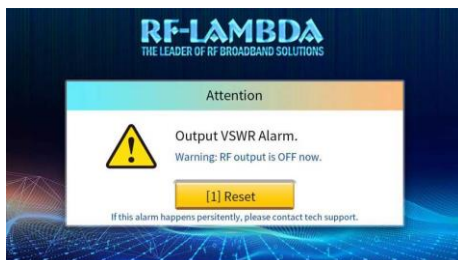 RF-LAMBDA
THE LEADER OF RF BROADBAND SOLUTIONS
Attention
Output VSWR Alarm.
Warning: RF output is OFF now.
[1] Reset
If this alarm happens persitently, please contact tech support.